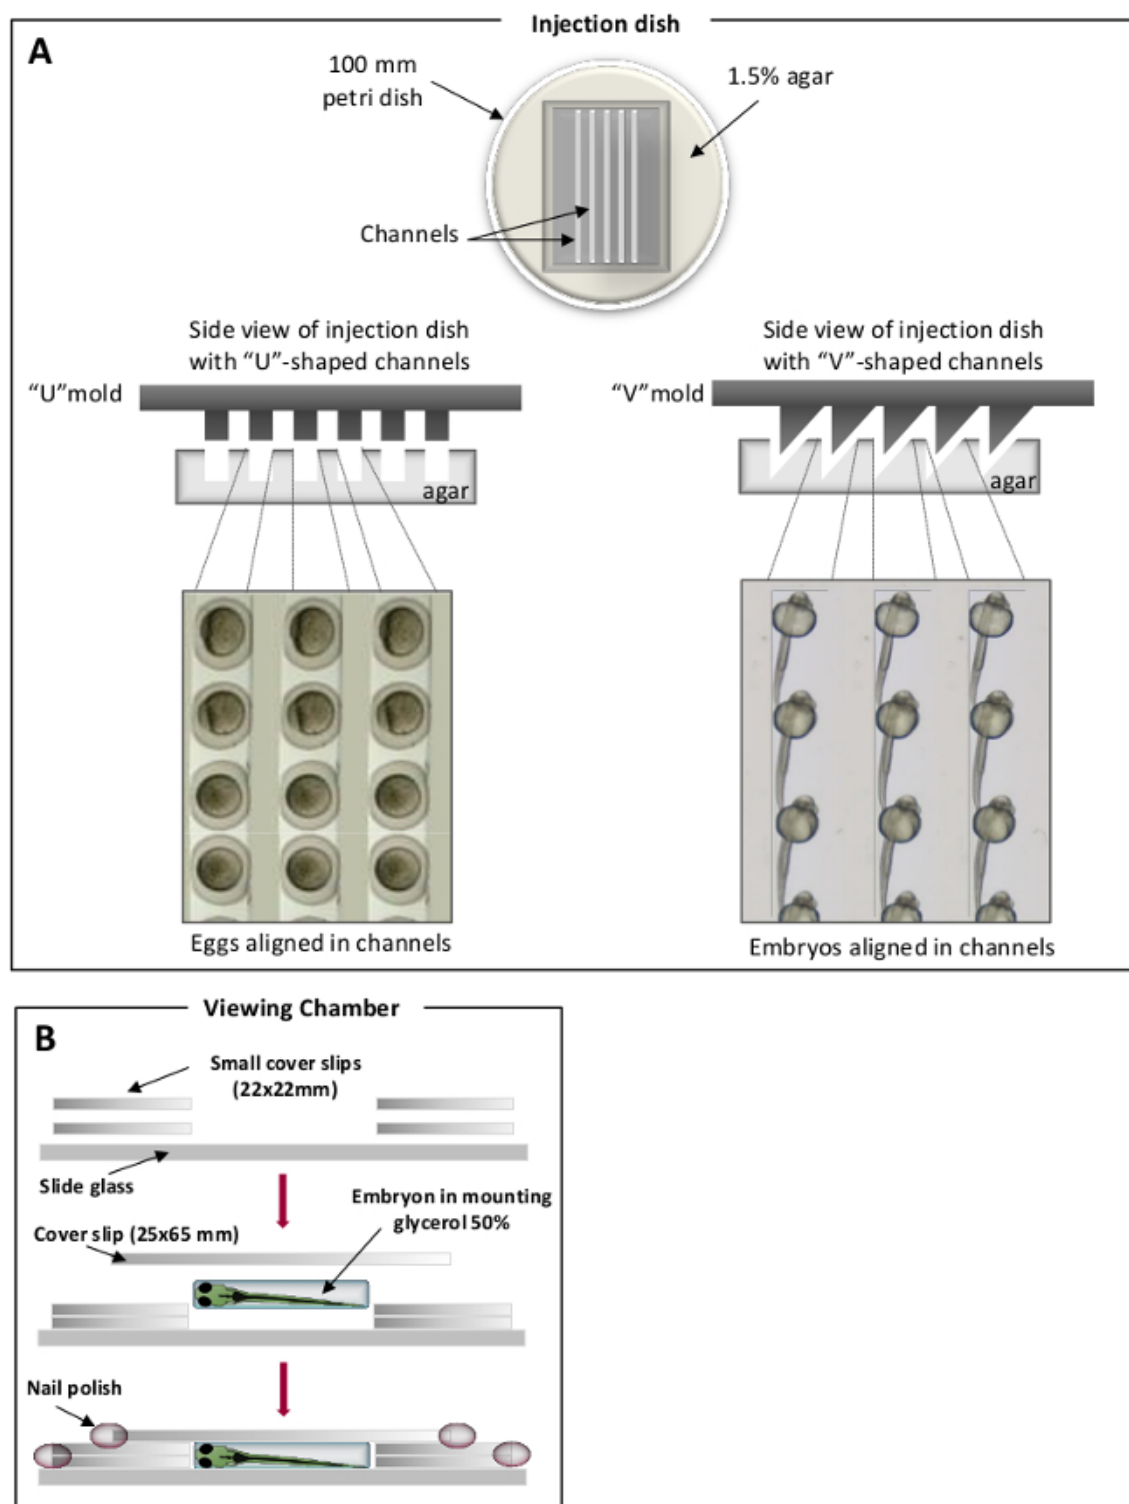 Injection dish
A
100 mm
petri dish
1.5% agar
Channels
Side view of injection dish
with “U”-shaped channels
Side view of injection dish
with “V”-shaped channels
“U”mold
“V”mold
agar
agar
Eggs aligned in channels
Embryos aligned in channels
Viewing Chamber
B
Small cover slips
(22x22mm)
Slide glass
Embryon in mounting
glycerol 50%
Cover slip (25x65 mm)
Nail polish